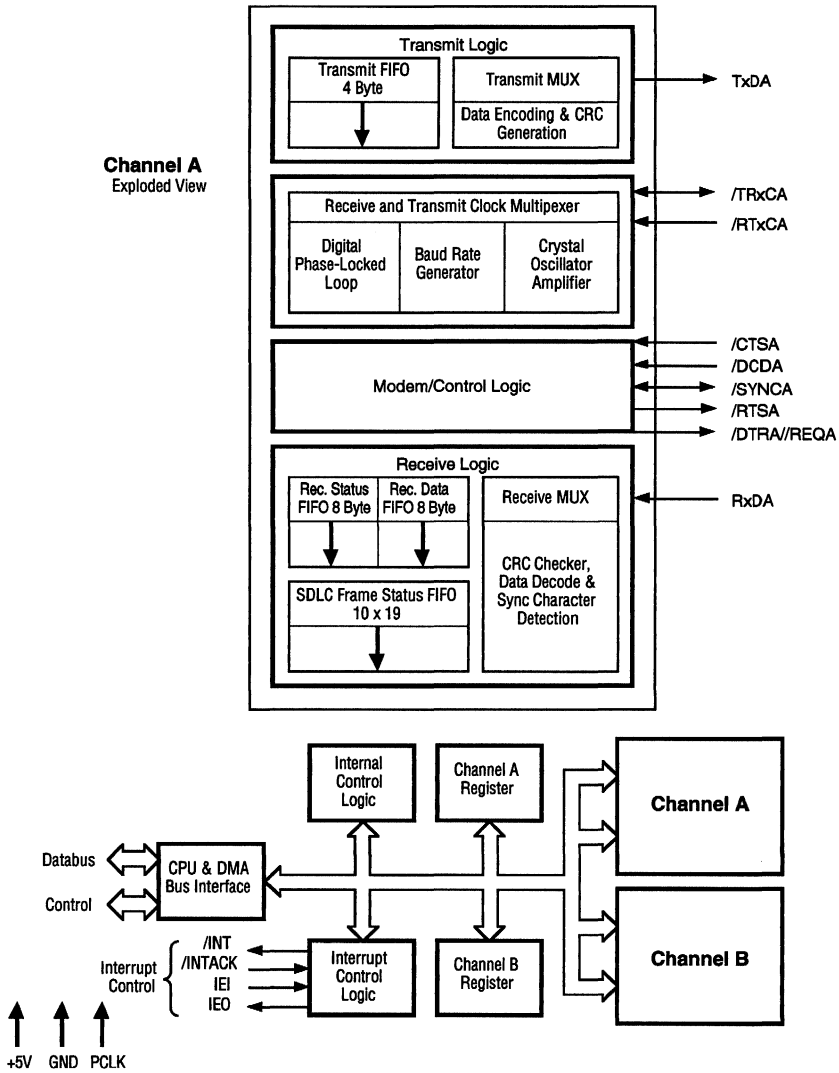 Transmit Logic
Transmit FIFO
4 Byte
Transmit MUX
Data Encoding & CRC
Generation
TxDA
Channel A
Exploded View
Receive and Transmit Clock Multipexer
Digital
Phase-Locked
Loop
Baud Rate
Generator
Crystal
Oscillator
Amplifier
/TRxCA
/RTxCA
Modem/Control Logic
/CTSA
/DCDA
/SYNCA
/RTSA
/DTRA//REQA
Receive Logic
Rec. Status
FIFO 8 Byte
Rec. Data
FIFO 8 Byte
Receive MUX
RxDA
CRC Checker,
Data Decode &
Sync Character
Detection
SDLC Frame Status FIFO
10 x 19
Internal
Control
Logic
Channel A
Register
Channel A
Databus
Control
CPU & DMA
Bus Interface
Interrupt
Control
/INT
/INTACK
IEI
IEO
Interrupt
Control
Logic
Channel B
Register
Channel B
+5V
GND
PCLK